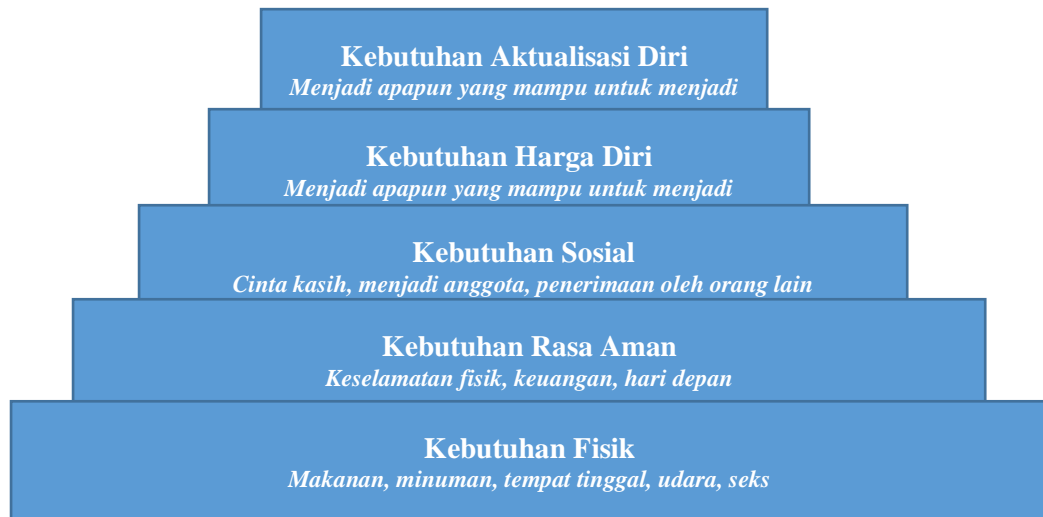 Kebutuhan Aktualisasi Diri
Menjadi apapun yang mampu untuk menjadi
Kebutuhan Harga Diri
Menjadi apapun yang mampu untuk menjadi
Kebutuhan Sosial
Cinta kasih, menjadi anggota, penerimaan oleh orang lain
Kebutuhan Rasa Aman
Keselamatan fisik, keuangan, hari depan
Kebutuhan Fisik
Makanan, minuman, tempat tinggal, udara, seks